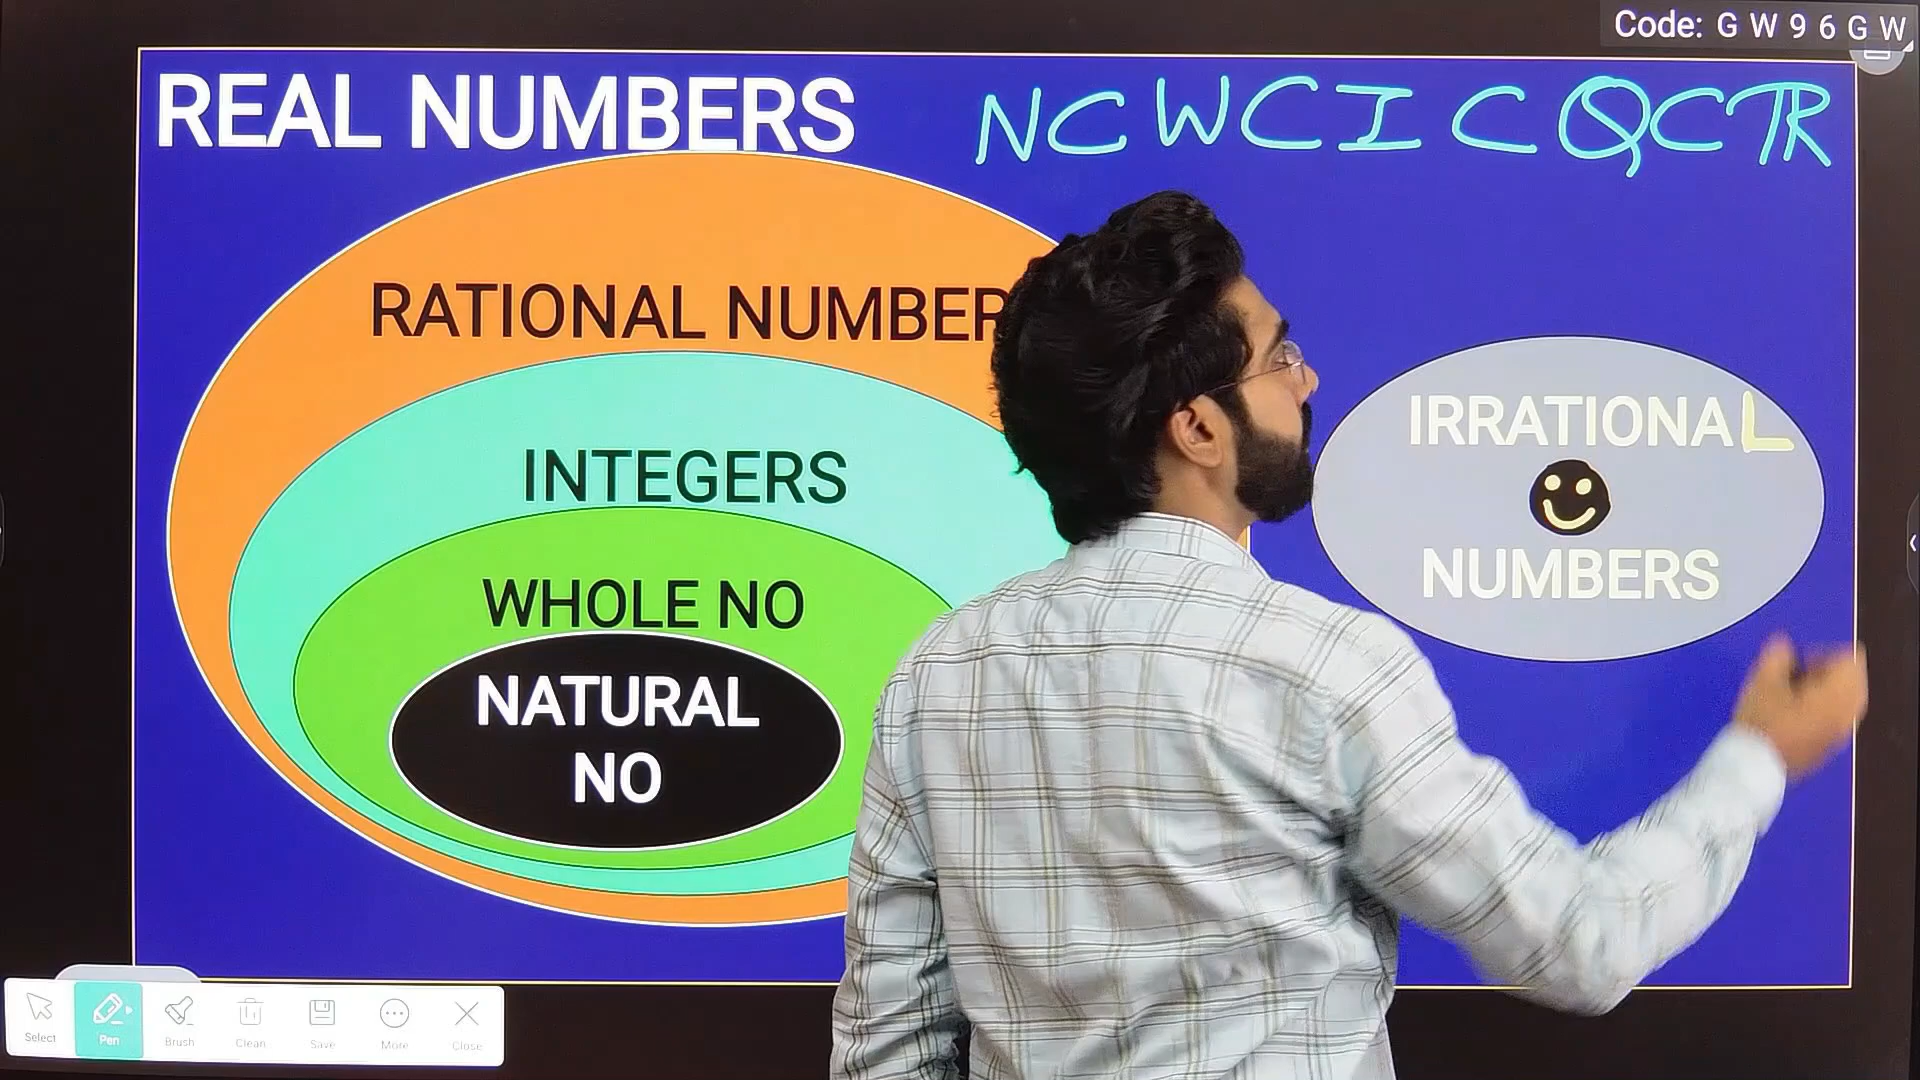 Code: G W 9 6 G W
REAL NUMBERS
N ⊂ W ⊂ I ⊂ Q ⊂ R
RATIONAL NUMBER
INTEGERS
WHOLE NO
NATURAL
NO
IRRATIONAL
NUMBERS
Select
Pen
Brush
Clean
Save
More
Close